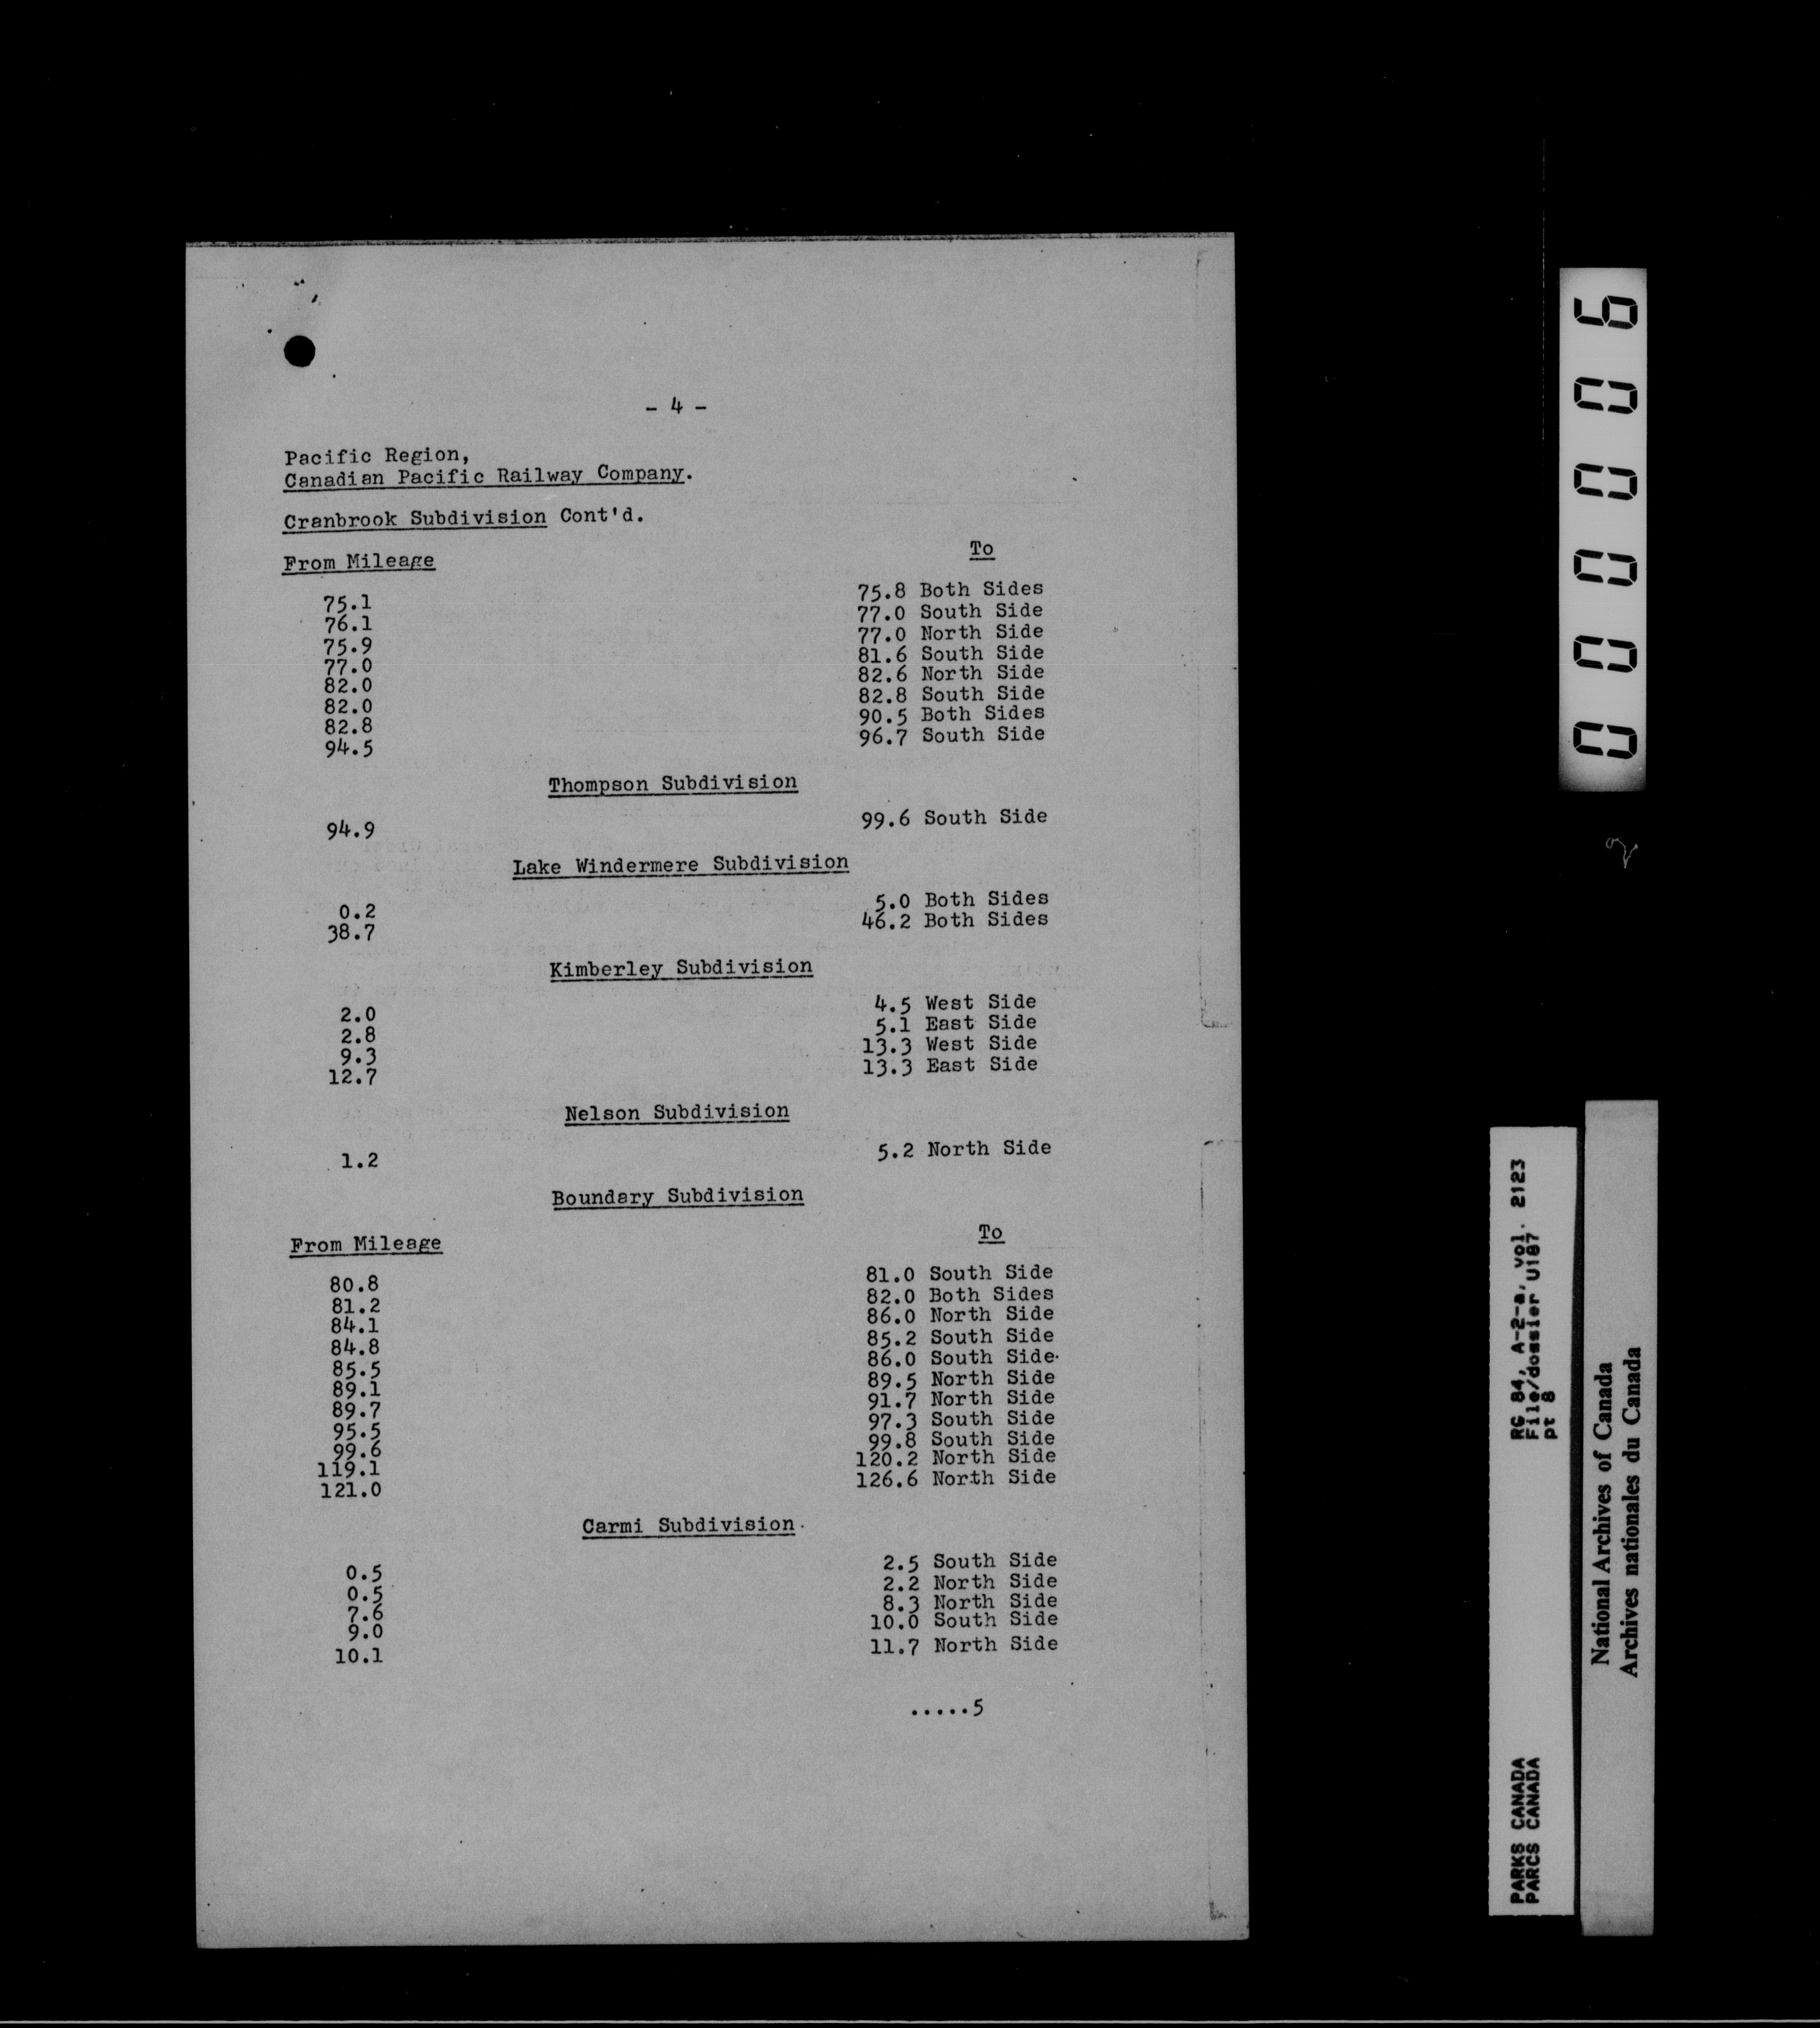 - 4 -
Pacific Region,
Canadian Pacific Railway Company.
Cranbrook Subdivision Cont'd.
From Mileage To
75.1 75.8 Both Sides
76.1 77.0 South Side
75.9 77.0 North Side
77.0 81.6 South Side
82.0 82.6 North Side
82.0 82.8 South Side
82.8 90.5 Both Sides
94.5 96.7 South Side
Thompson Subdivision
94.9 99.6 South Side
Lake Windermere Subdivision
0.2 5.0 Both Sides
38.7 46.2 Both Sides
Kimberley Subdivision
2.0 4.5 West Side
2.8 5.1 East Side
9.3 13.3 West Side
12.7 13.3 East Side
Nelson Subdivision
1.2 5.2 North Side
Boundary Subdivision
From Mileage To
80.8 81.0 South Side
81.2 82.0 Both Sides
84.1 86.0 North Side
84.8 85.2 South Side
85.5 86.0 South Side
89.1 89.5 North Side
89.7 91.7 North Side
95.5 97.3 South Side
99.6 99.8 South Side
119.1 120.2 North Side
121.0 126.6 North Side
Carmi Subdivision
0.5 2.5 South Side
0.5 2.2 North Side
7.6 8.3 North Side
9.0 10.0 South Side
10.1 11.7 North Side
.....5
000006
RG 84, A-2-a, vol. 2123
File/dossier U187
pt 8
PARKS CANADA
PARCS CANADA
National Archives of Canada
Archives nationales du Canada